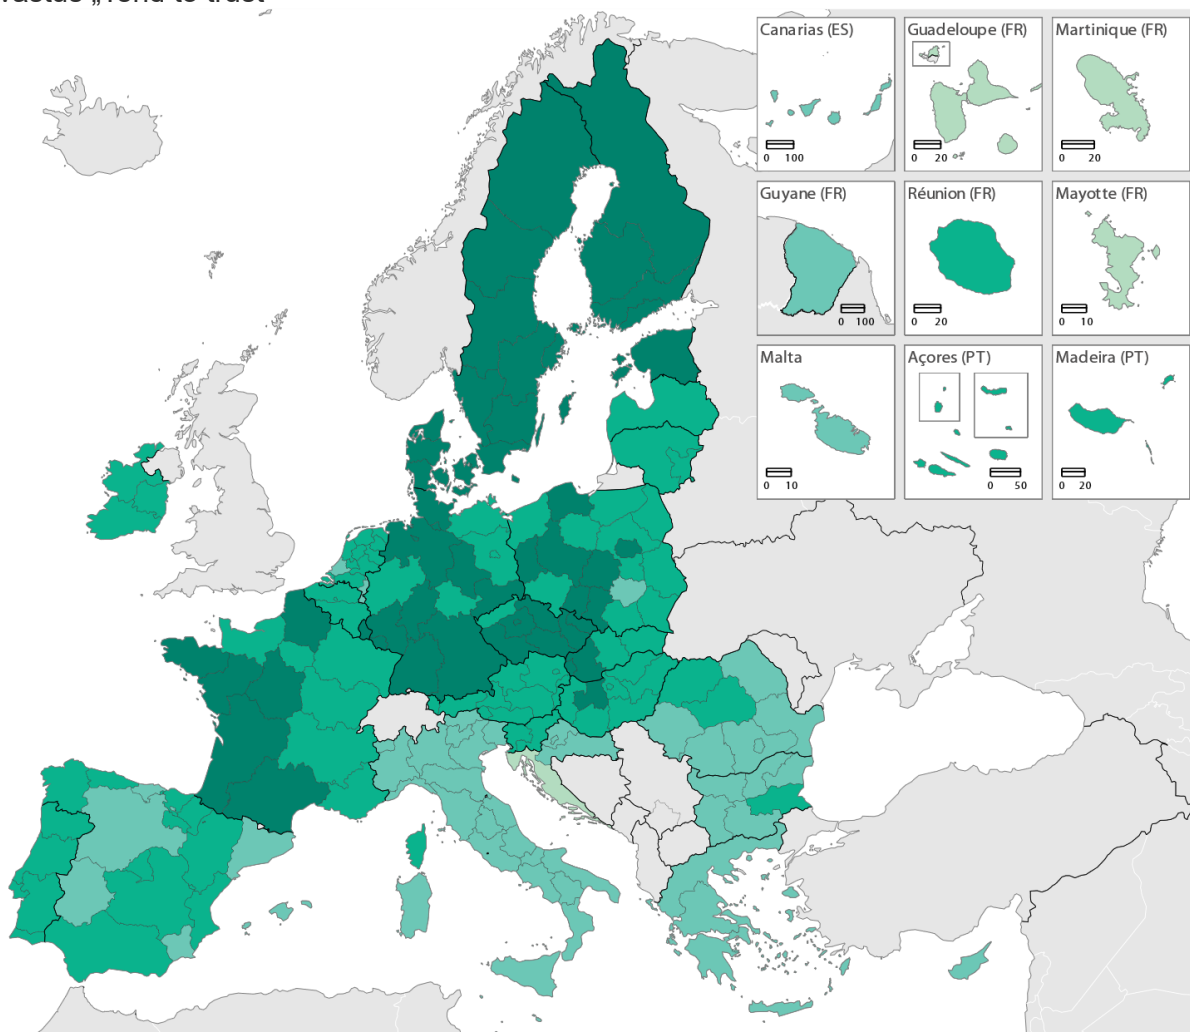 Canarias (ES)
0 100
Guadeloupe (FR)
0 20
Martinique (FR)
0 20
Guyane (FR)
0 100
Réunion (FR)
0 20
Mayotte (FR)
0 10
Malta
0 10
Açores (PT)
0 50
Madeira (PT)
0 20